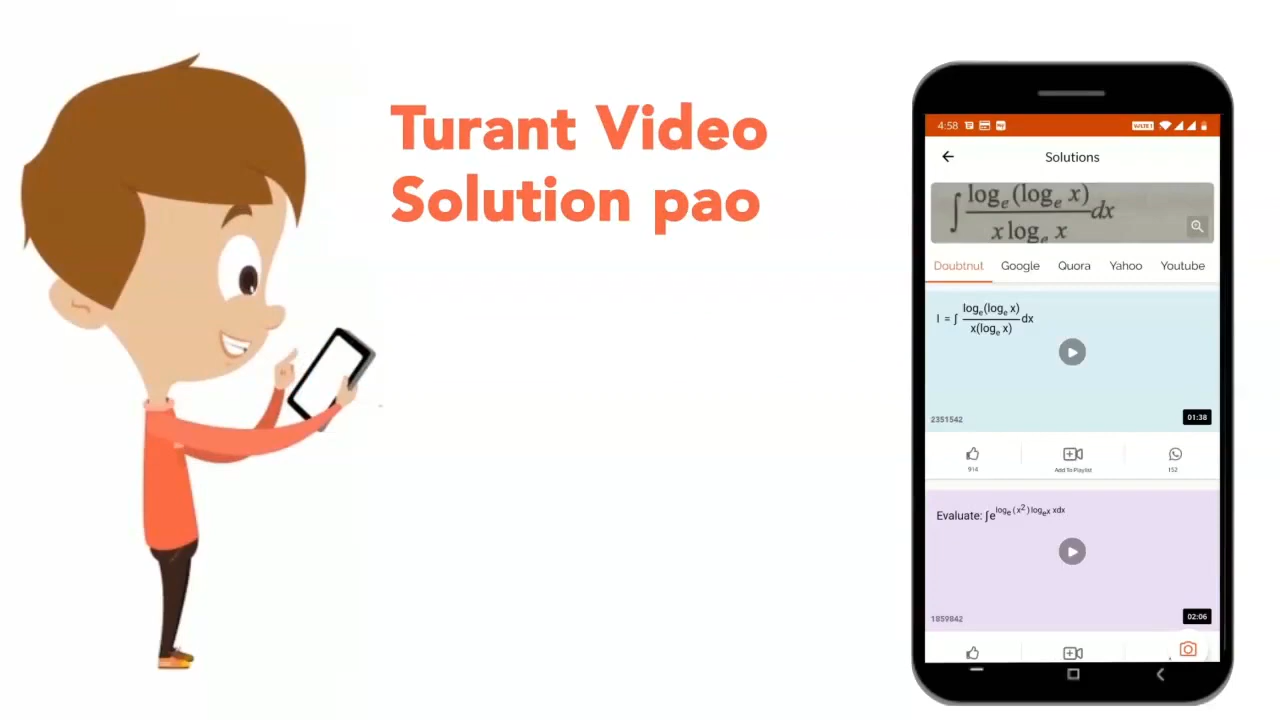 Turant Video
Solution pao
4:58
VoLTE1
Solutions
∫ logₑ(logₑ x) / x logₑ x dx
Doubtnut Google Quora Yahoo Youtube
I = ∫ logₑ(logₑ x) / x(logₑ x) dx
2351542 01:38
914 Add To Playlist 152
Evaluate: ∫e^logₑ(x²)logₑx xdx
1859842 02:06